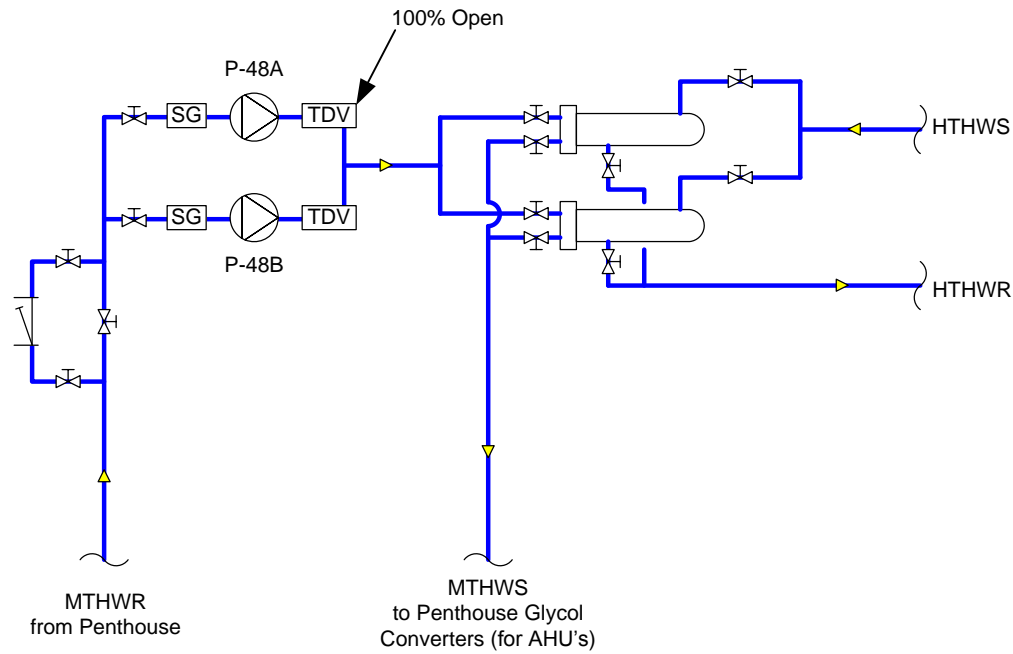 100% Open
P-48A
SG
TDV
HTHWS
SG
TDV
P-48B
HTHWR
MTHWR
from Penthouse
MTHWS
to Penthouse Glycol
Converters (for AHU's)